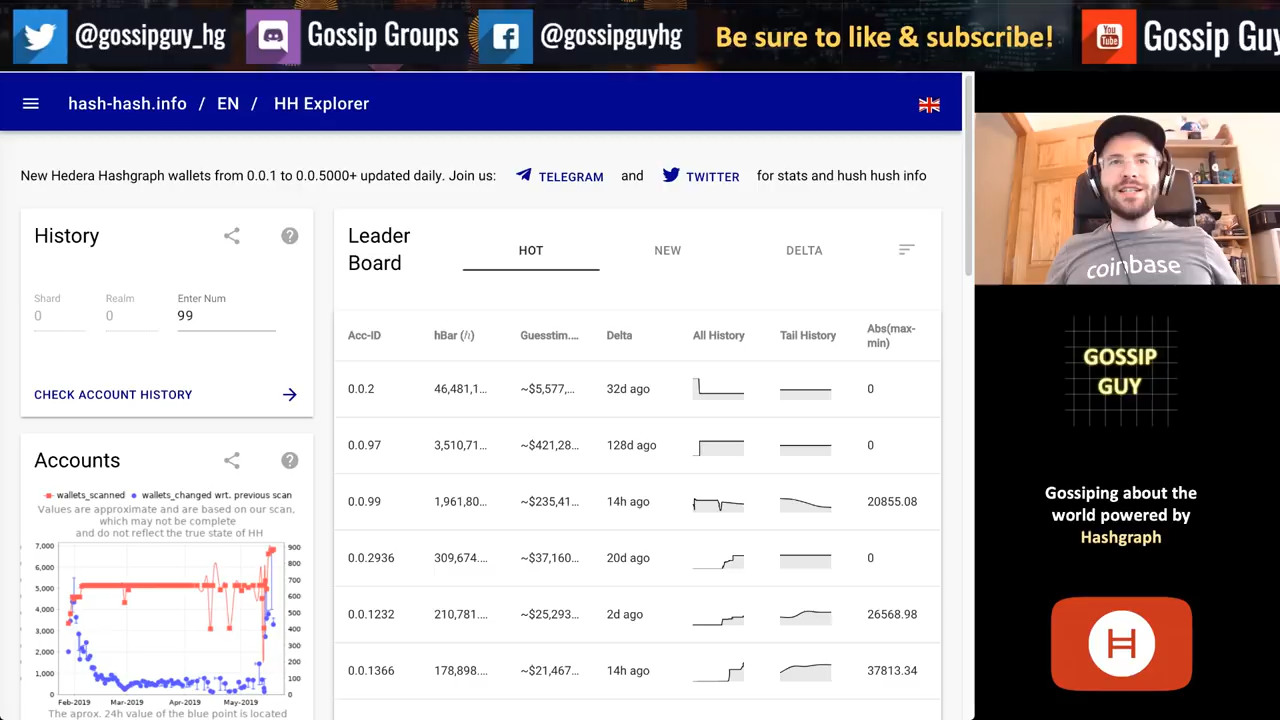 @gossipguy_hg Gossip Groups @gossipguyhg Be sure to like & subscribe! You Tube Gossip Guy
hash-hash.info / EN / HH Explorer
New Hedera Hashgraph wallets from 0.0.1 to 0.0.5000+ updated daily. Join us: TELEGRAM and TWITTER for stats and hush hush info
History
Shard Realm Enter Num
0 0 99
CHECK ACCOUNT HISTORY
Accounts
wallets_scanned wallets_changed wrt. previous scan
Values are approximate and are based on our scan,
which may not be complete
and do not reflect the true state of HH
7,000 900
6,000 800
5,000 700
4,000 600
3,000 500
2,000 400
1,000 300
0 200
100
0
Feb-2019 Mar-2019 Apr-2019 May-2019
The aprox. 24h value of the blue point is located
Leader
Board
HOT NEW DELTA
Acc-ID hBar (ℏ) Guesstim... Delta All History Tail History Abs(max-
min)
0.0.2 46,481,1... ~$5,577,... 32d ago 0
0.0.97 3,510,71... ~$421,28... 128d ago 0
0.0.99 1,961,80... ~$235,41... 14h ago 20855.08
0.0.2936 309,674.... ~$37,160... 20d ago 0
0.0.1232 210,781.... ~$25,293... 2d ago 26568.98
0.0.1366 178,898.... ~$21,467... 14h ago 37813.34
coinbase
GOSSIP
GUY
Gossiping about the
world powered by
Hashgraph